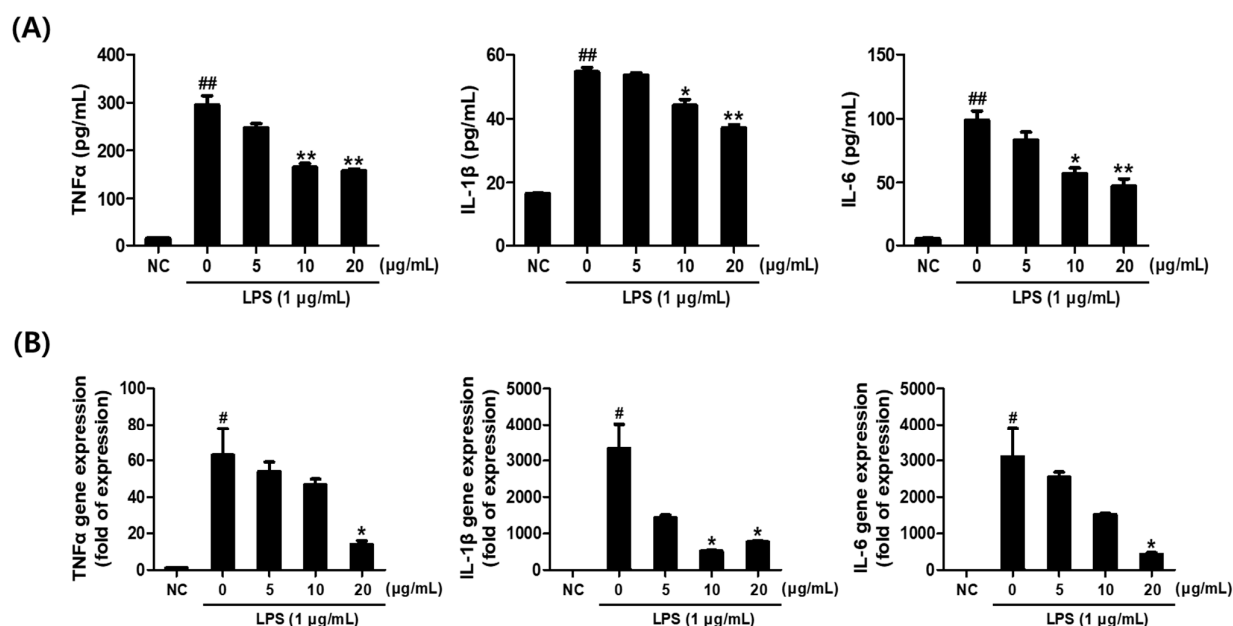 (A)
TNFα (pg/mL)
400
300
200
100
0
##
**
**
NC
0
5
10
20
(µg/mL)
LPS (1 µg/mL)
IL-1β (pg/mL)
60
40
20
0
##
*
**
NC
0
5
10
20
(µg/mL)
LPS (1 µg/mL)
IL-6 (pg/mL)
150
100
50
0
##
*
**
NC
0
5
10
20
(µg/mL)
LPS (1 µg/mL)
(B)
TNFα gene expression
(fold of expression)
100
80
60
40
20
0
#
*
NC
0
5
10
20
(µg/mL)
LPS (1 µg/mL)
IL-1β gene expression
(fold of expression)
5000
4000
3000
2000
1000
0
#
*
*
NC
0
5
10
20
(µg/mL)
LPS (1 µg/mL)
IL-6 gene expression
(fold of expression)
5000
4000
3000
2000
1000
0
#
*
NC
0
5
10
20
(µg/mL)
LPS (1 µg/mL)